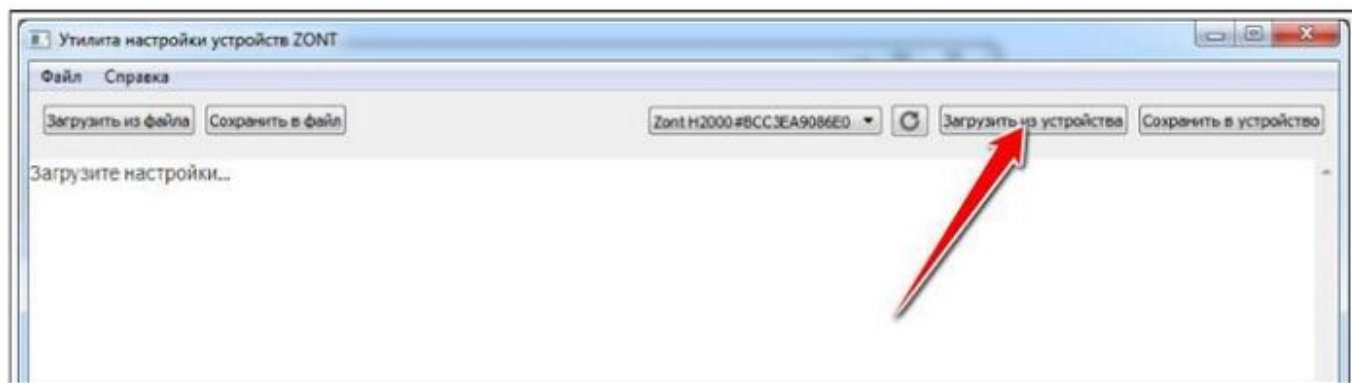 Утилита настройки устройств ZONT
Файл Справка
Загрузить из файла Сохранить в файл Zont H2000 #8CC3EA9086E0 Загрузить из устройства Сохранить в устройство
Загрузите настройки...